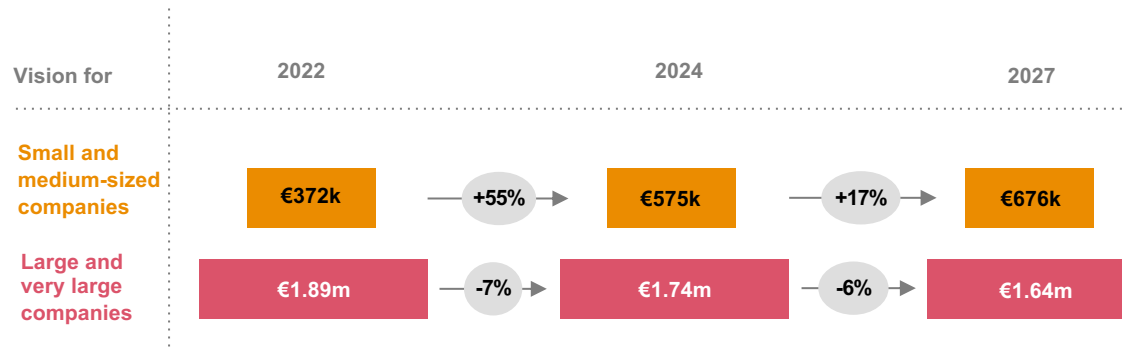 Vision for
2022
2024
2027
Small and
medium-sized
companies
€372k
+55%
€575k
+17%
€676k
Large and
very large
companies
€1.89m
-7%
€1.74m
-6%
€1.64m